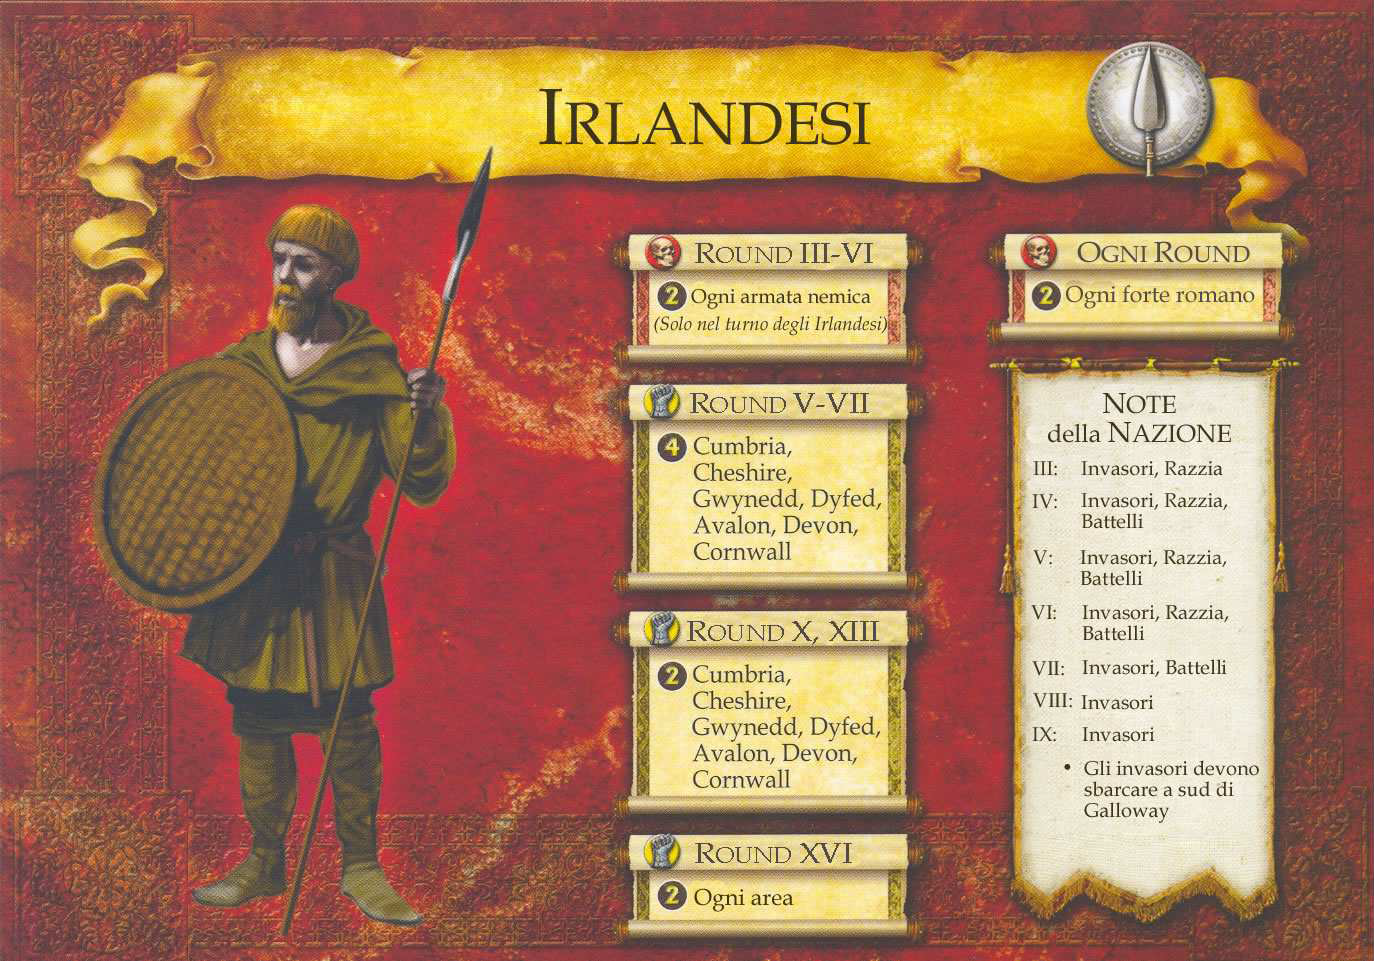 IRLANDESI
ROUND III-VI
2 Ogni armata nemica
(Solo nel turno degli Irlandesi)
ROUND V-VII
4 Cumbria,
Cheshire,
Gwynedd, Dyfed,
Avalon, Devon,
Cornwall
ROUND X, XIII
2 Cumbria,
Cheshire,
Gwynedd, Dyfed,
Avalon, Devon,
Cornwall
ROUND XVI
2 Ogni area
OGNI ROUND
2 Ogni forte romano
NOTE
della NAZIONE
III: Invasori, Razzia
IV: Invasori, Razzia,
Battelli
V: Invasori, Razzia,
Battelli
VI: Invasori, Razzia,
Battelli
VII: Invasori, Battelli
VIII: Invasori
IX: Invasori
• Gli invasori devono
sbarcare a sud di
Galloway